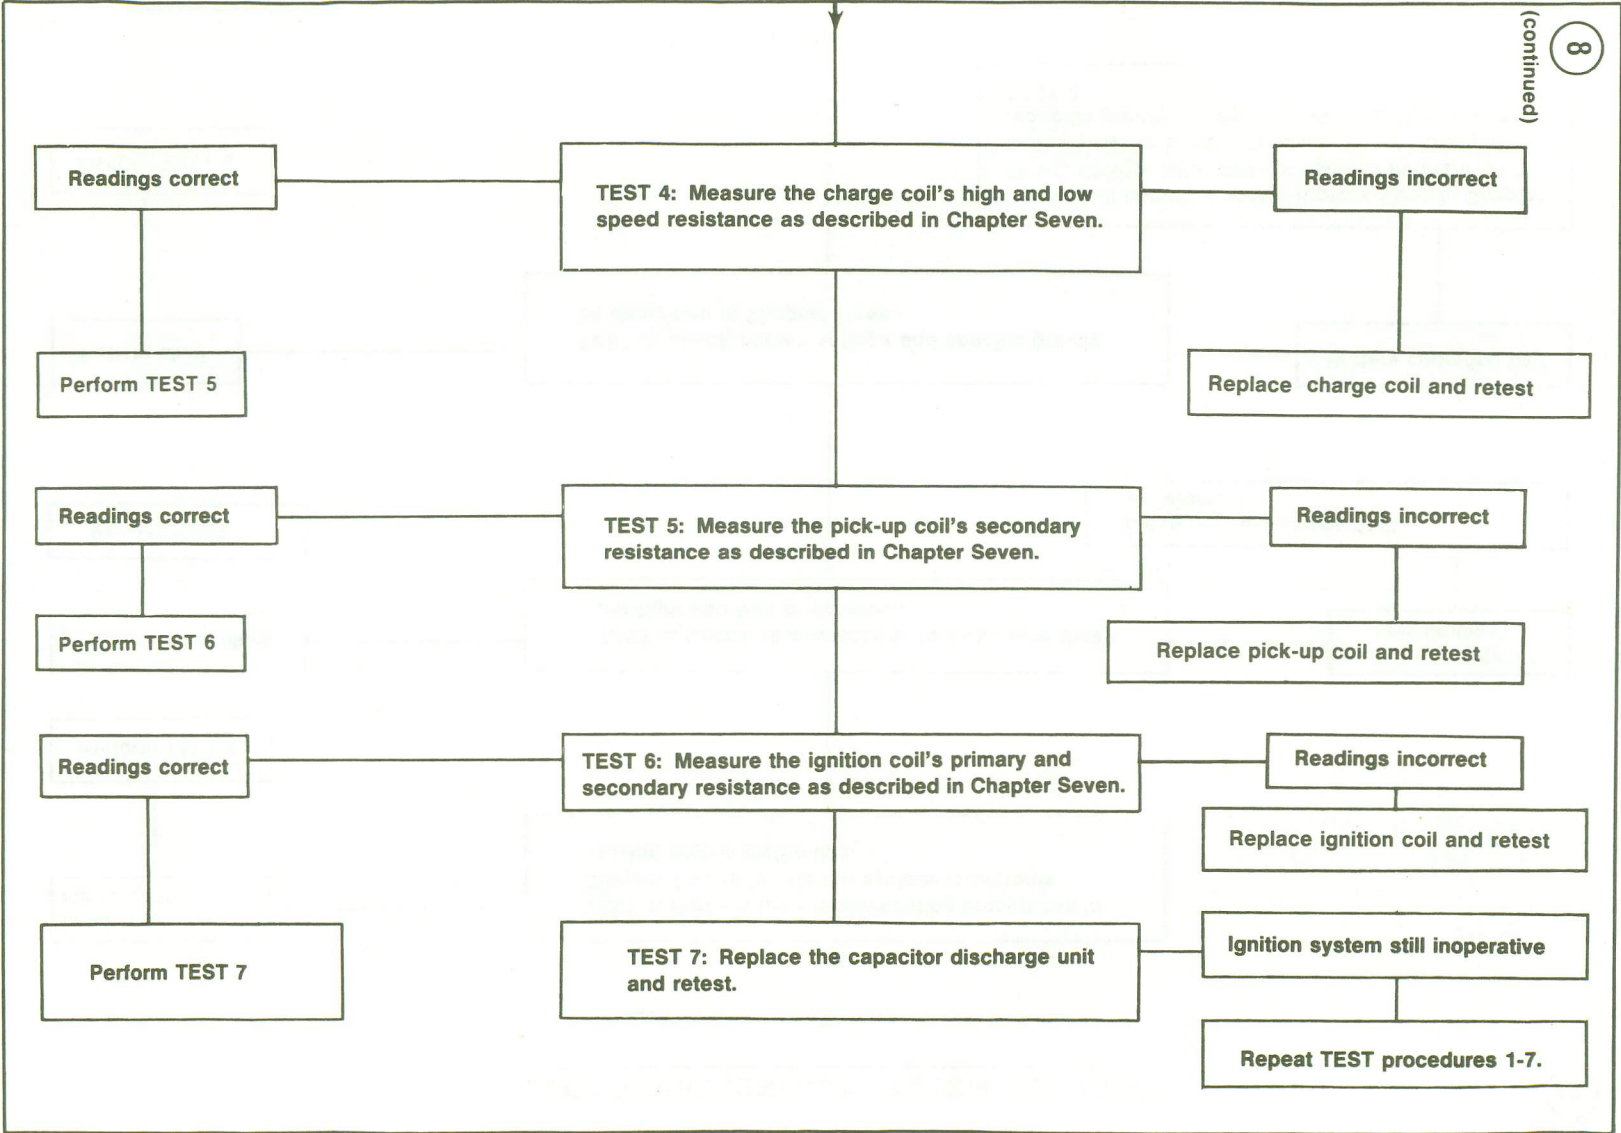 8
(continued)
Readings correct
TEST 4: Measure the charge coil's high and low
speed resistance as described in Chapter Seven.
Readings incorrect
Perform TEST 5
Replace charge coil and retest
Readings correct
TEST 5: Measure the pick-up coil's secondary
resistance as described in Chapter Seven.
Readings incorrect
Perform TEST 6
Replace pick-up coil and retest
Readings correct
TEST 6: Measure the ignition coil's primary and
secondary resistance as described in Chapter Seven.
Readings incorrect
Replace ignition coil and retest
Perform TEST 7
TEST 7: Replace the capacitor discharge unit
and retest.
Ignition system still inoperative
Repeat TEST procedures 1-7.